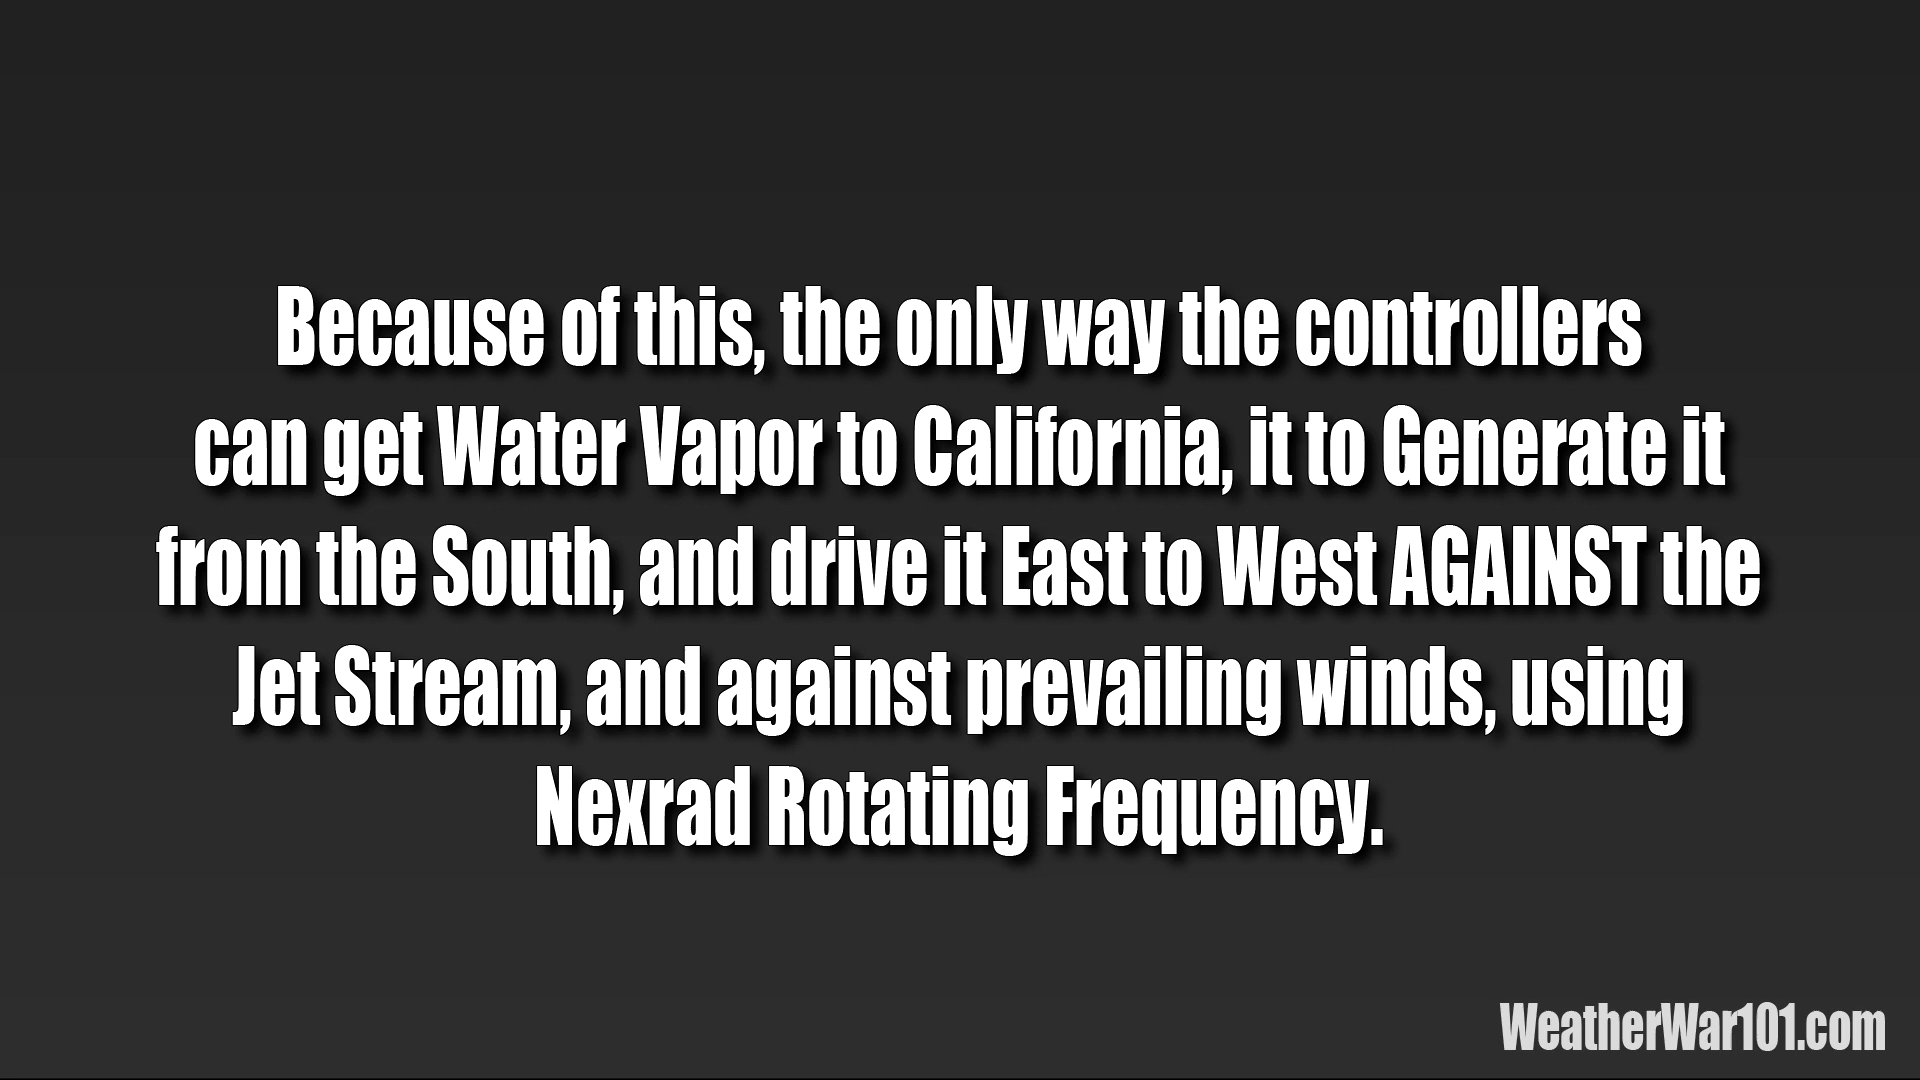 Because of this, the only way the controllers
can get Water Vapor to California, it to Generate it
from the South, and drive it East to West AGAINST the
Jet Stream, and against prevailing winds, using
Nexrad Rotating Frequency.
WeatherWar101.com